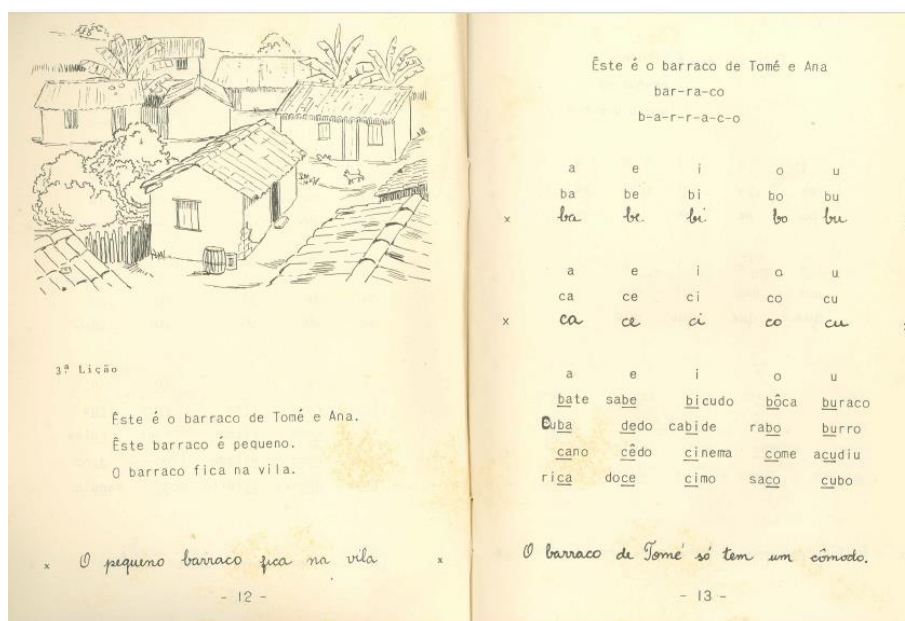 3ª Lição
Êste é o barraco de Tomé e Ana.
Êste barraco é pequeno.
O barraco fica na vila.
x O pequeno barraco fica na vila x
- 12 -
Êste é o barraco de Tomé e Ana
bar-ra-co
b-a-r-r-a-c-o
a e i o u
ba be bi bo bu
x ba be bi bo bu
a e i o u
ca ce ci co cu
x ca ce ci co cu
a e i o u
bate sabe bicudo bôca buraco
Cuba dedo cabide rabo burro
cano cêdo cinema come acudiu
rica doce cimo saco cubo
O barraco de Tomé só tem um cômodo.
- 13 -